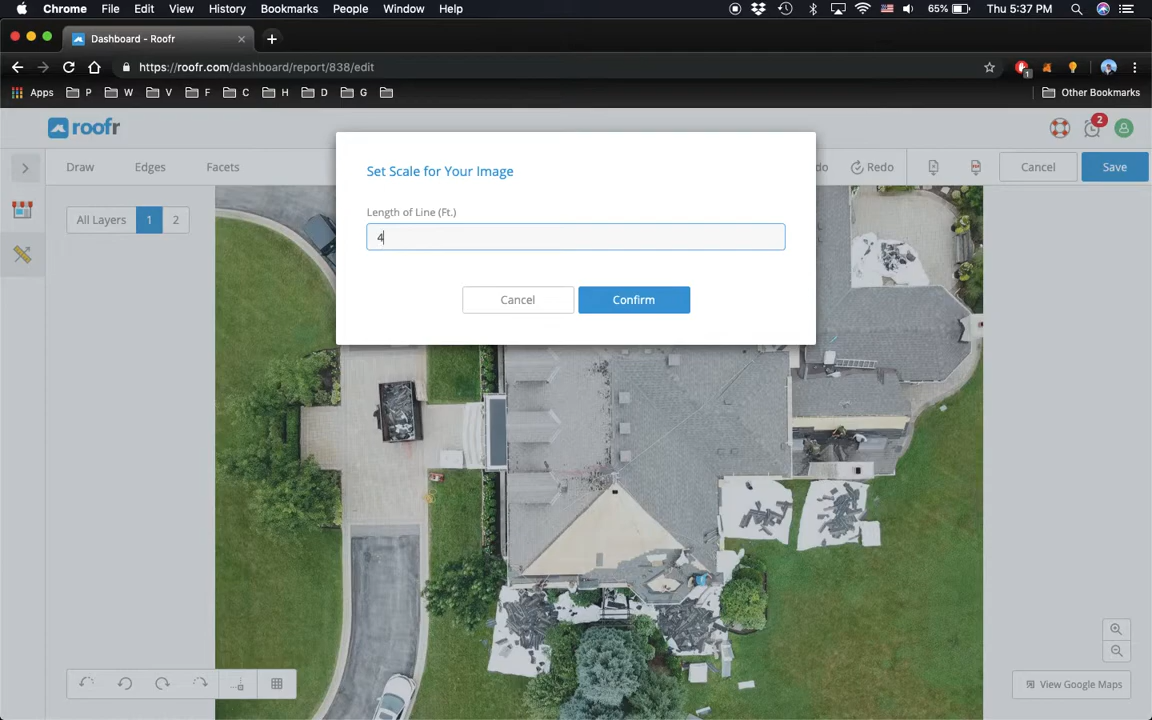 Chrome File Edit View History Bookmarks People Window Help 65% Thu 5:37 PM
Dashboard - Roofr
https://roofr.com/dashboard/report/838/edit 1
Apps P W V F C H D G Other Bookmarks
roofr 2
Set Scale for Your Image
Draw Edges Facets do Redo Cancel Save
All Layers 1 2
Length of Line (Ft.)
4
Cancel Confirm
View Google Maps